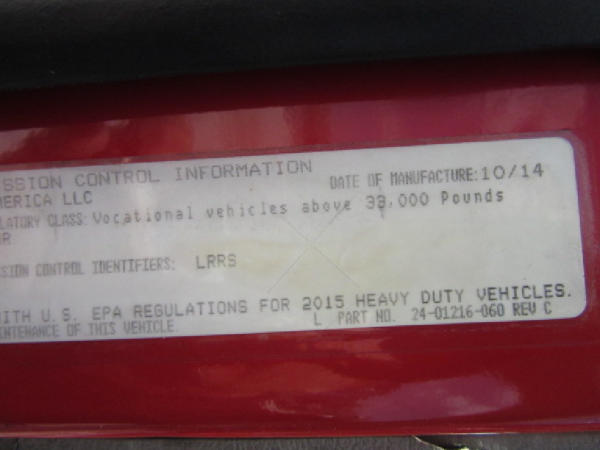 SSION CONTROL INFORMATION
MERICA LLC
DATE OF MANUFACTURE: 10/14
LATORY CLASS: Vocational vehicles above 33,000 Pounds
R
SSION CONTROL IDENTIFIERS: LRRS
WITH U.S. EPA REGULATIONS FOR 2015 HEAVY DUTY VEHICLES.
INTENANCE OF THIS VEHICLE.
L PART NO. 24-01216-060 REV C